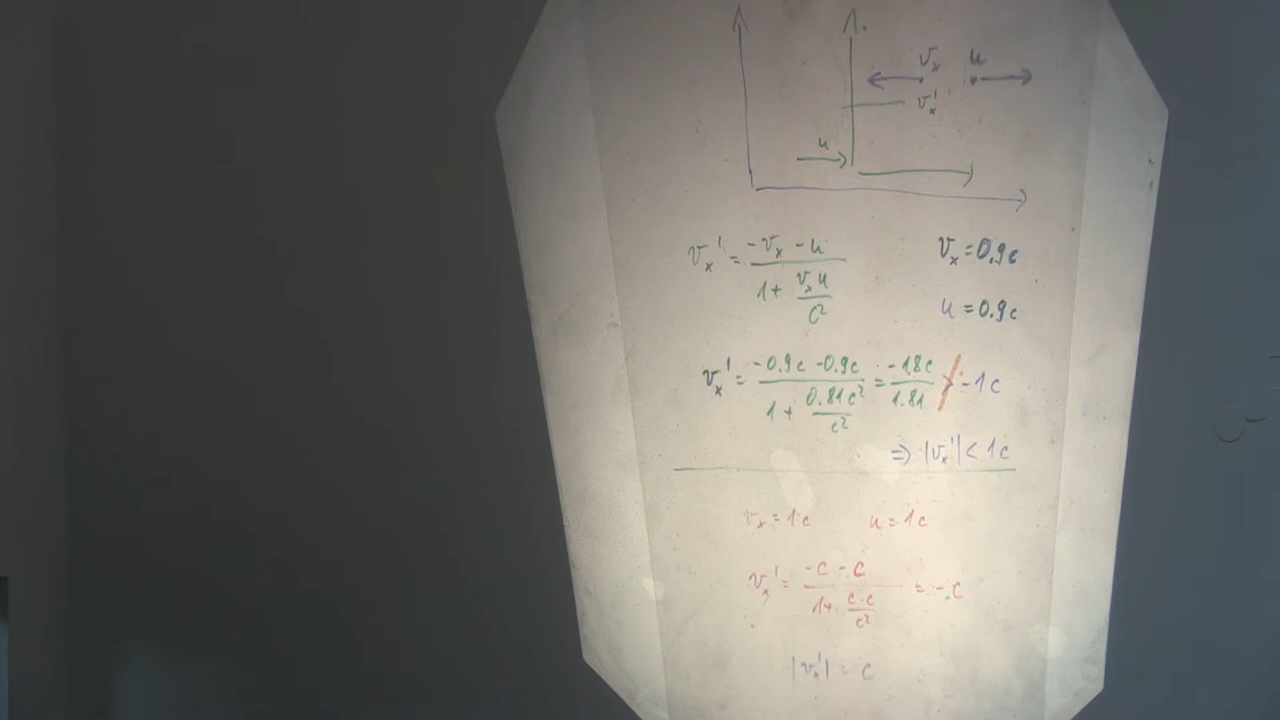 v_x u
v_x'
u
v_x' = (-v_x - u) / (1 + v_x u / c²) v_x = 0.9c
u = 0.9c
v_x' = (-0.9c - 0.9c) / (1 + 0.81c² / c²) = -1.8c / 1.81 > -1c
⇒ |v_x'| < 1c
v_x = 1c u = 1c
v_x' = (-c - c) / (1 + c·c / c²) = -c
|v_x'| = c